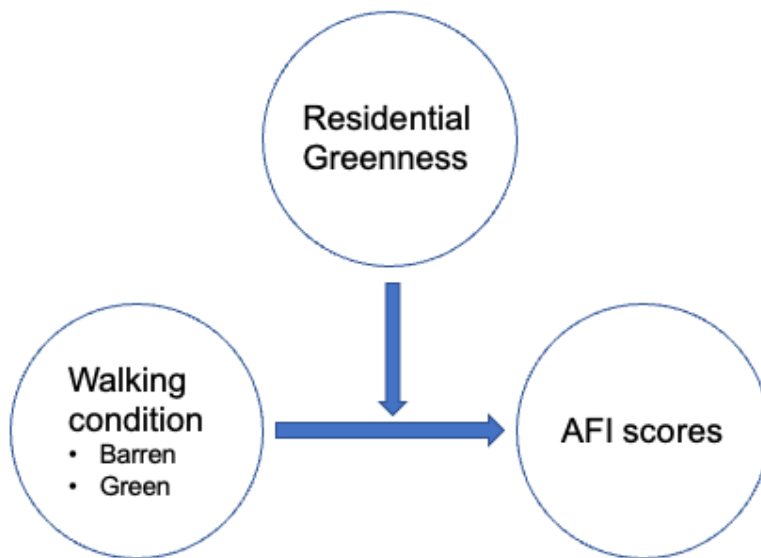 Residential
Greenness
Walking
condition
• Barren
• Green
AFI scores